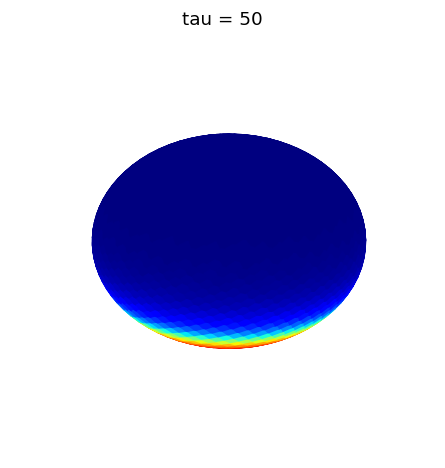 tau = 50